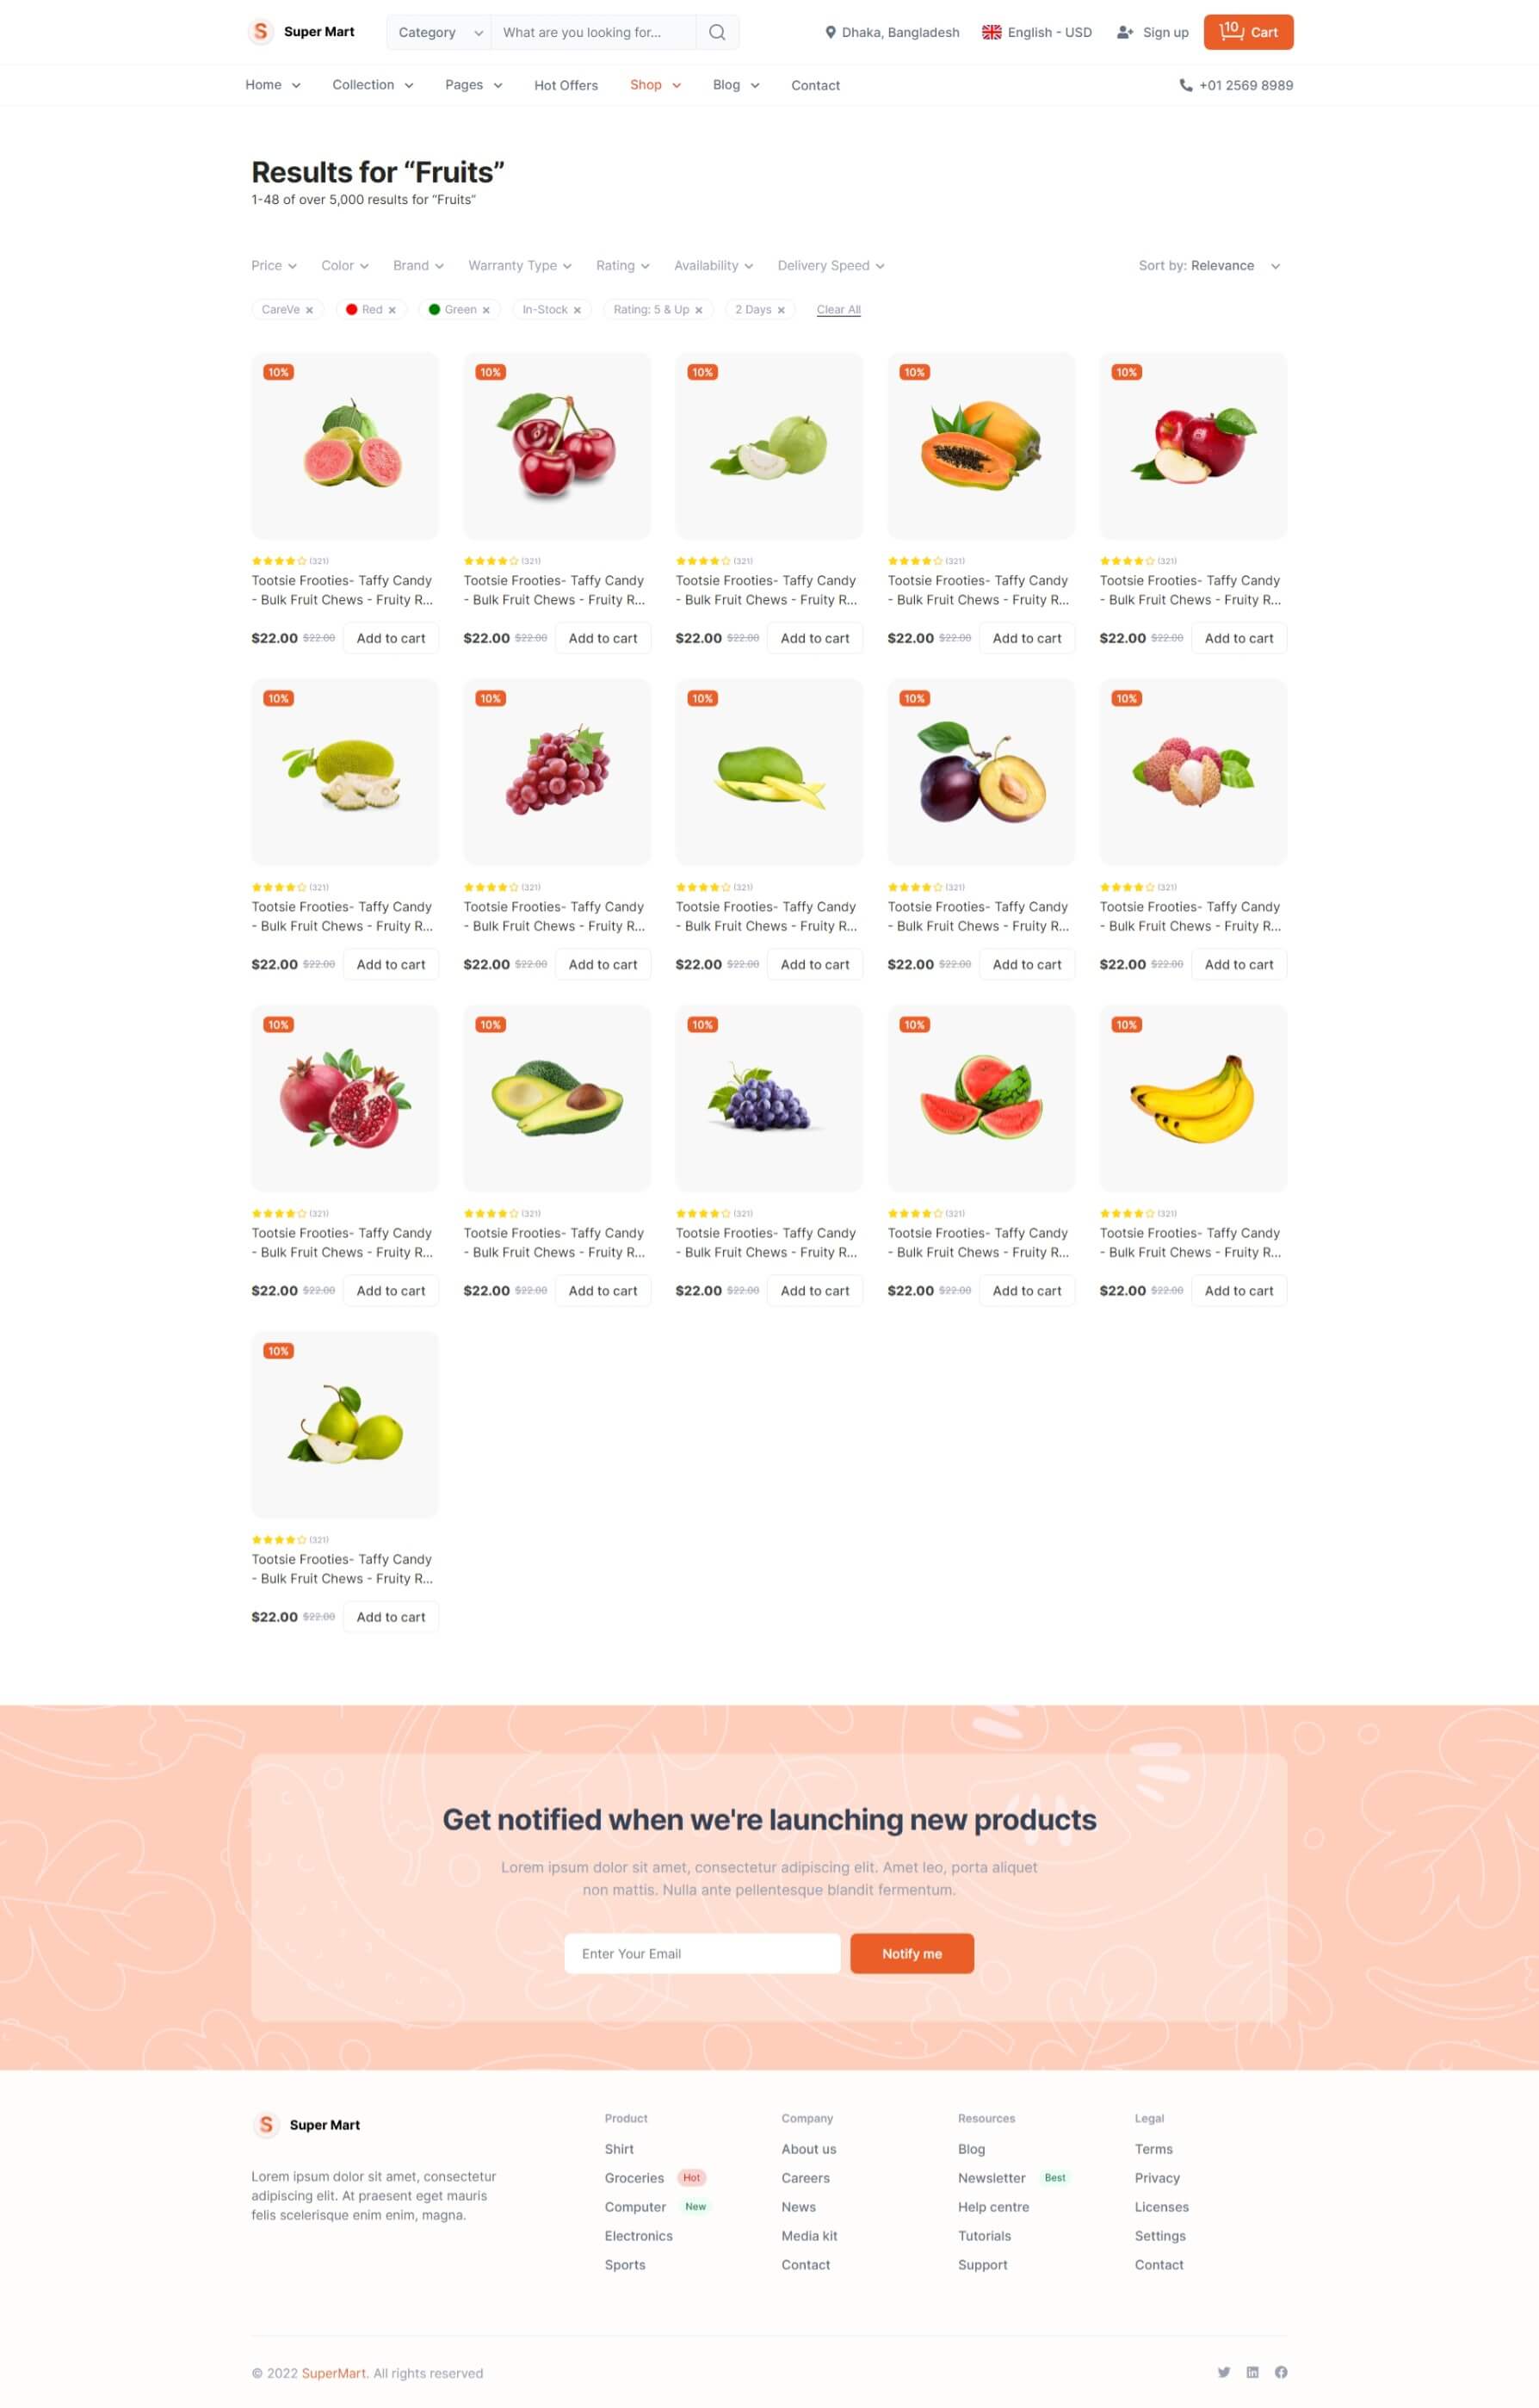 S Super Mart Category What are you looking for... Dhaka, Bangladesh English - USD Sign up 10 Cart
Home Collection Pages Hot Offers Shop Blog Contact +01 2569 8989
Results for “Fruits”
1-48 of over 5,000 results for “Fruits”
Price Color Brand Warranty Type Rating Availability Delivery Speed Sort by: Relevance
CareVe × Red × Green × In-Stock × Rating: 5 & Up × 2 Days × Clear All
10% 10% 10% 10% 10%
(321) (321) (321) (321) (321)
Tootsie Frooties- Taffy Candy Tootsie Frooties- Taffy Candy Tootsie Frooties- Taffy Candy Tootsie Frooties- Taffy Candy Tootsie Frooties- Taffy Candy
- Bulk Fruit Chews - Fruity R... - Bulk Fruit Chews - Fruity R... - Bulk Fruit Chews - Fruity R... - Bulk Fruit Chews - Fruity R... - Bulk Fruit Chews - Fruity R...
$22.00 $22.00 Add to cart $22.00 $22.00 Add to cart $22.00 $22.00 Add to cart $22.00 $22.00 Add to cart $22.00 $22.00 Add to cart
10% 10% 10% 10% 10%
(321) (321) (321) (321) (321)
Tootsie Frooties- Taffy Candy Tootsie Frooties- Taffy Candy Tootsie Frooties- Taffy Candy Tootsie Frooties- Taffy Candy Tootsie Frooties- Taffy Candy
- Bulk Fruit Chews - Fruity R... - Bulk Fruit Chews - Fruity R... - Bulk Fruit Chews - Fruity R... - Bulk Fruit Chews - Fruity R... - Bulk Fruit Chews - Fruity R...
$22.00 $22.00 Add to cart $22.00 $22.00 Add to cart $22.00 $22.00 Add to cart $22.00 $22.00 Add to cart $22.00 $22.00 Add to cart
10% 10% 10% 10% 10%
(321) (321) (321) (321) (321)
Tootsie Frooties- Taffy Candy Tootsie Frooties- Taffy Candy Tootsie Frooties- Taffy Candy Tootsie Frooties- Taffy Candy Tootsie Frooties- Taffy Candy
- Bulk Fruit Chews - Fruity R... - Bulk Fruit Chews - Fruity R... - Bulk Fruit Chews - Fruity R... - Bulk Fruit Chews - Fruity R... - Bulk Fruit Chews - Fruity R...
$22.00 $22.00 Add to cart $22.00 $22.00 Add to cart $22.00 $22.00 Add to cart $22.00 $22.00 Add to cart $22.00 $22.00 Add to cart
10%
(321)
Tootsie Frooties- Taffy Candy
- Bulk Fruit Chews - Fruity R...
$22.00 $22.00 Add to cart
Get notified when we're launching new products
Lorem ipsum dolor sit amet, consectetur adipiscing elit. Amet leo, porta aliquet
non mattis. Nulla ante pellentesque blandit fermentum.
Enter Your Email Notify me
S Super Mart
Lorem ipsum dolor sit amet, consectetur
adipiscing elit. At praesent eget mauris
felis scelerisque enim enim, magna.
Product
Shirt
Groceries Hot
Computer New
Electronics
Sports
Company
About us
Careers
News
Media kit
Contact
Resources
Blog
Newsletter Best
Help centre
Tutorials
Support
Legal
Terms
Privacy
Licenses
Settings
Contact
© 2022 SuperMart. All rights reserved